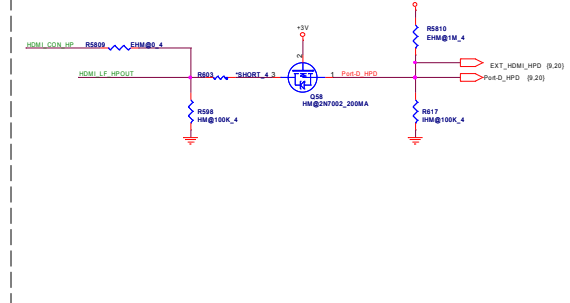 +3V
R5810
EHM@1M_4
HDMI_CON_HP R5809 EHM@0_4
2
EXT_HDMI_HPD (9,20)
HDMI_LF_HPOUT R603 *SHORT_4 3 1 Port-D_HPD Port-D_HPD (9,20)
Q58
HM@2N7002_200MA
R598
HM@100K_4
R617
IHM@100K_4